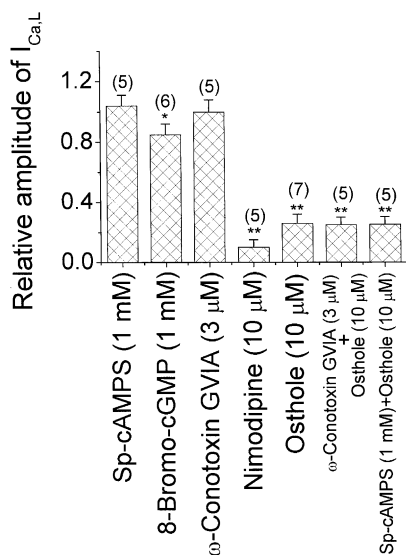 Relative amplitude of I Ca,L
1.2
0.8
0.4
0.0
(5)
(6)
*
(5)
(5)
**
(7)
**
(5)
**
(5)
**
Sp-cAMPS (1 mM)
8-Bromo-cGMP (1 mM)
ω-Conotoxin GVIA (3 μM)
Nimodipine (10 μM)
Osthole (10 μM)
ω-Conotoxin GVIA (3 μM)
+
Osthole (10 μM)
Sp-cAMPS (1 mM)+Osthole (10 μM)